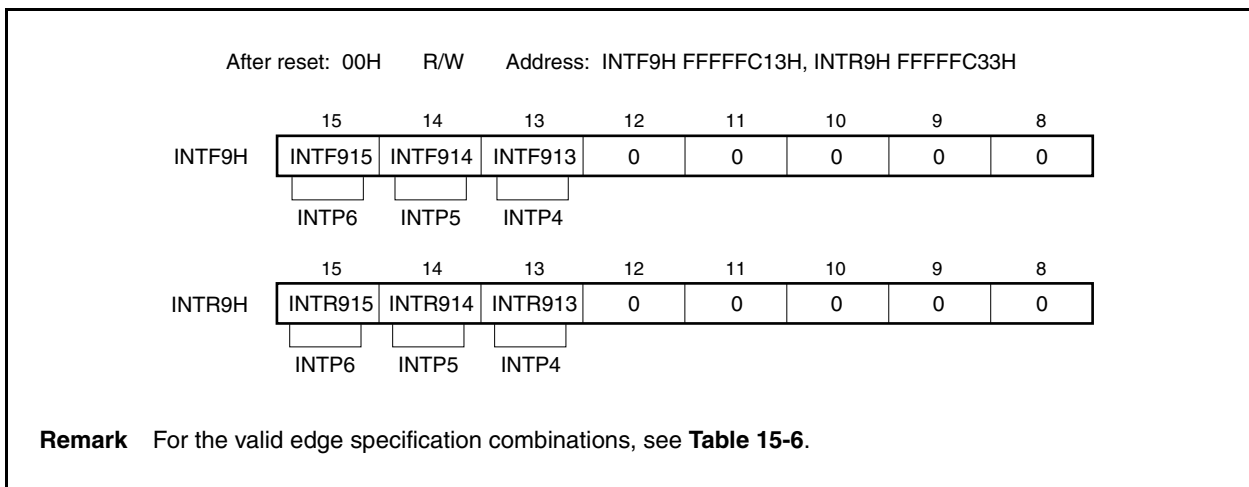 After reset: 00H R/W Address: INTF9H FFFFFC13H, INTR9H FFFFFC33H
15 14 13 12 11 10 9 8
INTF9H INTF915 INTF914 INTF913 0 0 0 0 0
INTP6 INTP5 INTP4
15 14 13 12 11 10 9 8
INTR9H INTR915 INTR914 INTR913 0 0 0 0 0
INTP6 INTP5 INTP4
Remark For the valid edge specification combinations, see Table 15-6.